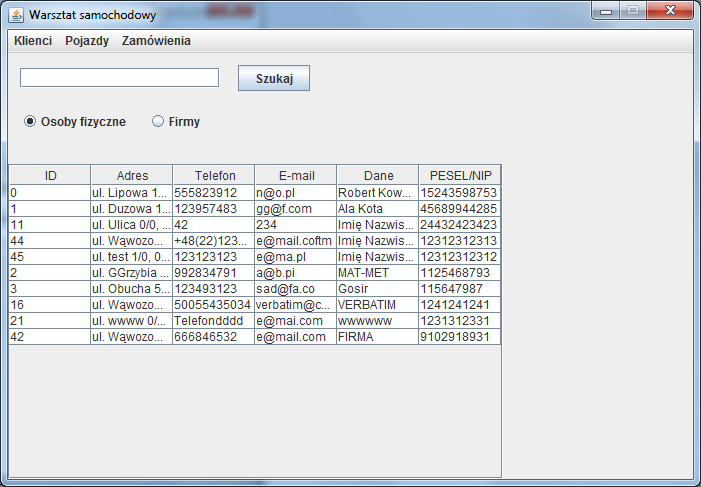 Warsztat samochodowy
Klienci Pojazdy Zamówienia
Szukaj
Osoby fizyczne Firmy
ID Adres Telefon E-mail Dane PESEL/NIP
0 ul. Lipowa 1... 555823912 n@o.pl Robert Kow... 15243598753
1 ul. Duzowa 1... 123957483 gg@f.com Ala Kota 45689944285
11 ul. Ulica 0/0, ... 42 234 Imię Nazwis... 24432423423
44 ul. Wąwozo... +48(22)123... e@mail.coftm Imię Nazwis... 12312312313
45 ul. test 1/0, 0... 123123123 e@ma.pl Imię Nazwis... 12312312312
2 ul. GGrzybia ... 992834791 a@b.pi MAT-MET 1125468793
3 ul. Obucha 5... 123493123 sad@fa.co Gosir 115647987
16 ul. Wąwozo... 50055435034 verbatim@c... VERBATIM 1241241241
21 ul. wwww 0/... Telefondddd e@mai.com wwwwww 1231312331
42 ul. Wąwozo... 666846532 e@mail.com FIRMA 9102918931